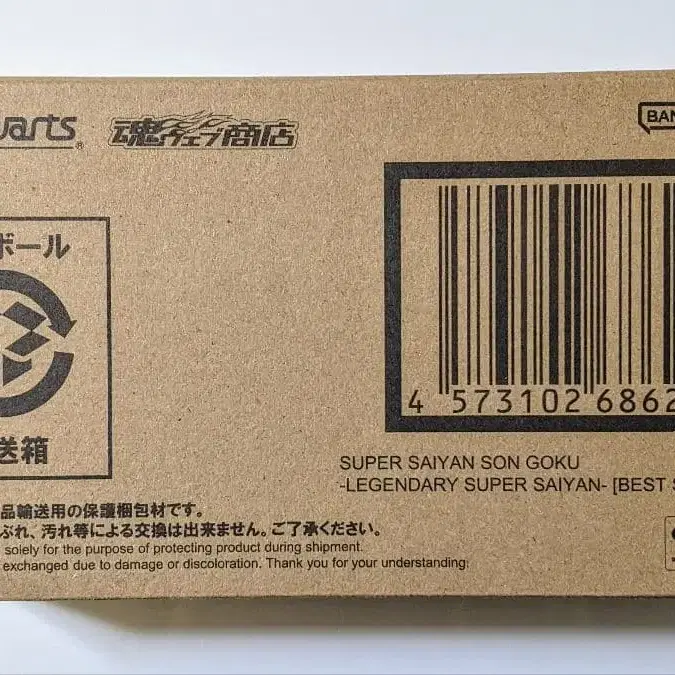 uarts®
魂ウェブ商店
BAN
ボール
送箱
4 573102 6862
SUPER SAIYAN SON GOKU
-LEGENDARY SUPER SAIYAN- [BEST S
品輸送用の保護梱包材です。
ぶれ、汚れ等による交換は出来ません。ご了承ください。
solely for the purpose of protecting product during shipment.
exchanged due to damage or discoloration. Thank you for your understanding.